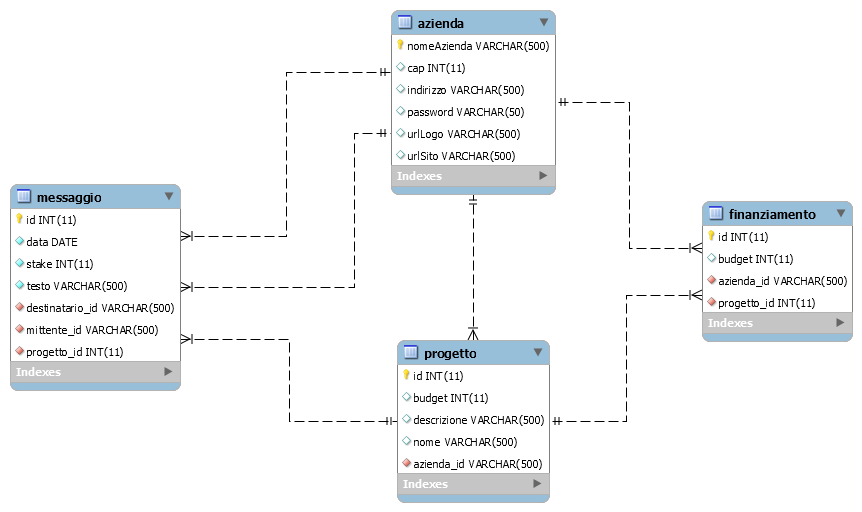 azienda
nomeAzienda VARCHAR(500)
cap INT(11)
indirizzo VARCHAR(500)
password VARCHAR(50)
urlLogo VARCHAR(500)
urlSito VARCHAR(500)
Indexes
messaggio
id INT(11)
data DATE
stake INT(11)
testo VARCHAR(500)
destinatario_id VARCHAR(500)
mittente_id VARCHAR(500)
progetto_id INT(11)
Indexes
finanziamento
id INT(11)
budget INT(11)
azienda_id VARCHAR(500)
progetto_id INT(11)
Indexes
progetto
id INT(11)
budget INT(11)
descrizione VARCHAR(500)
nome VARCHAR(500)
azienda_id VARCHAR(500)
Indexes